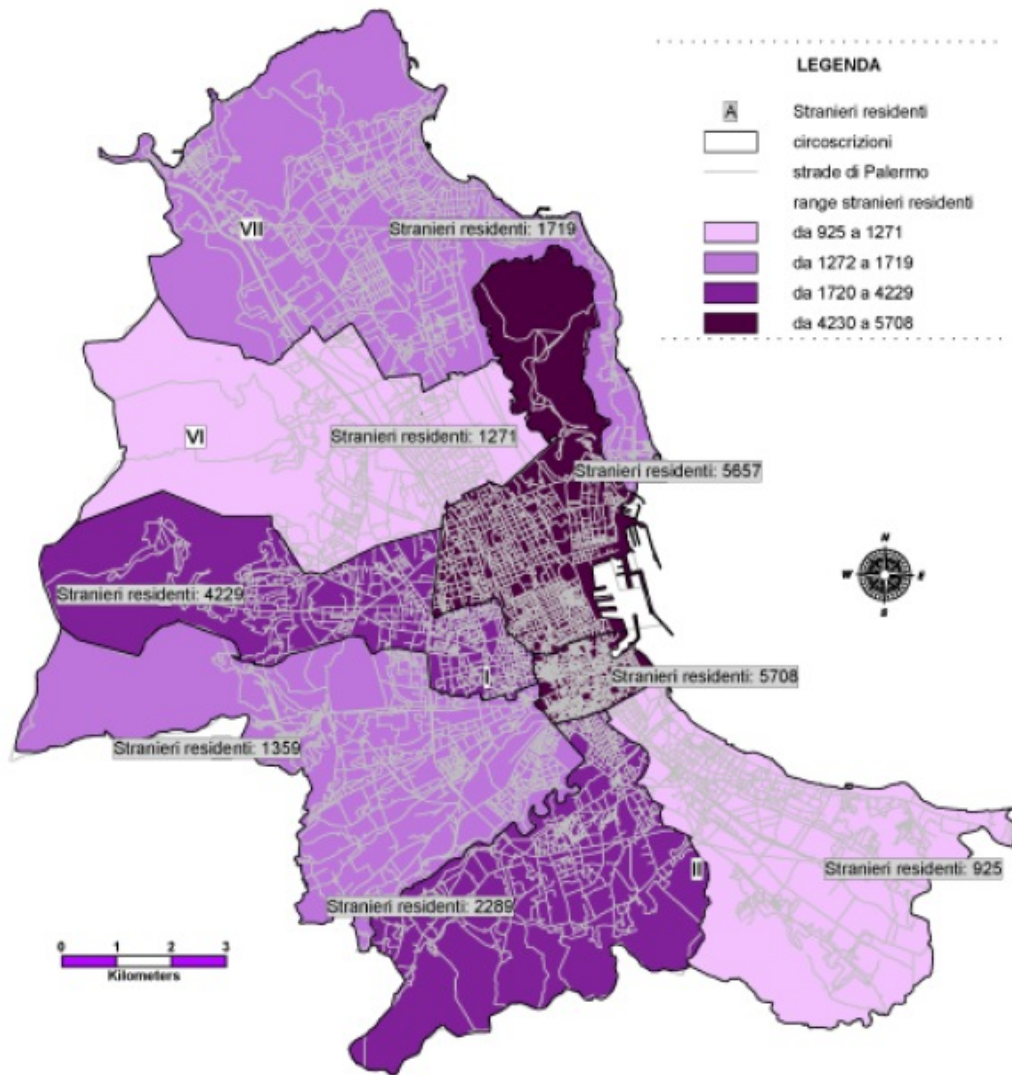 LEGENDA
A Stranieri residenti
circoscrizioni
strade di Palermo
range stranieri residenti
da 925 a 1271
da 1272 a 1719
da 1720 a 4229
da 4230 a 5708
VII
Stranieri residenti: 1719
VI
Stranieri residenti: 1271
Stranieri residenti: 5657
N
W E
S
Stranieri residenti: 4229
I
Stranieri residenti: 5708
Stranieri residenti: 1359
II
Stranieri residenti: 925
Stranieri residenti: 2289
0 1 2 3
Kilometers